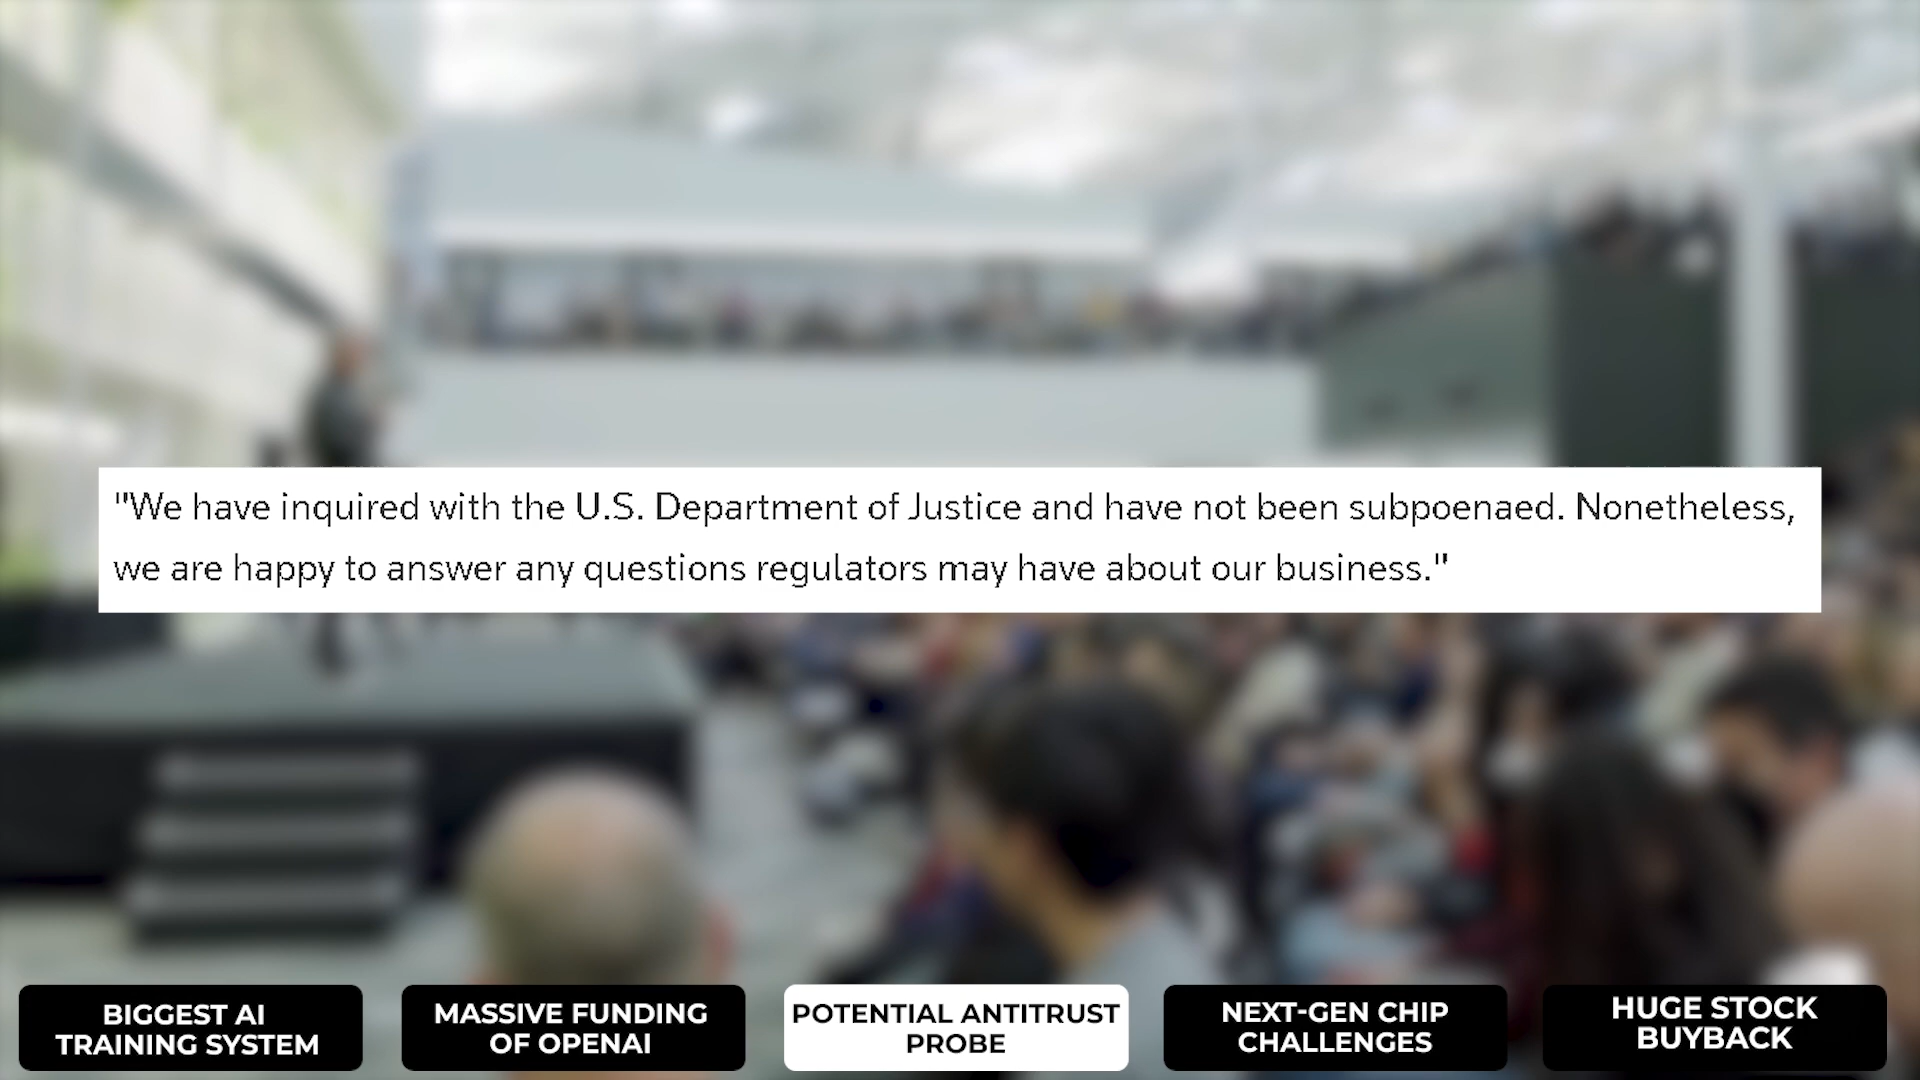 "We have inquired with the U.S. Department of Justice and have not been subpoenaed. Nonetheless,
we are happy to answer any questions regulators may have about our business."
BIGGEST AI
TRAINING SYSTEM
MASSIVE FUNDING
OF OPENAI
POTENTIAL ANTITRUST
PROBE
NEXT-GEN CHIP
CHALLENGES
HUGE STOCK
BUYBACK